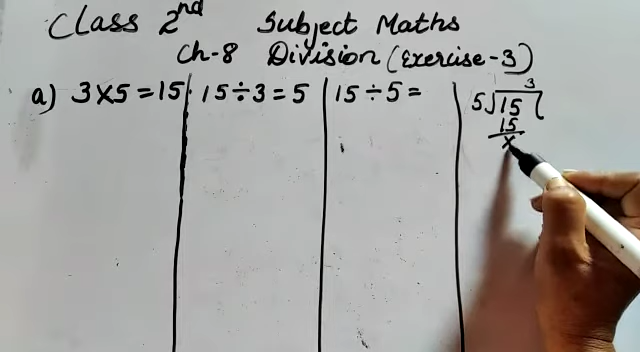 Class 2nd Subject Maths
Ch-8 Division (Exercise-3)
a) 3×5=15 15÷3=5 15÷5=
3
5√15(
15
x